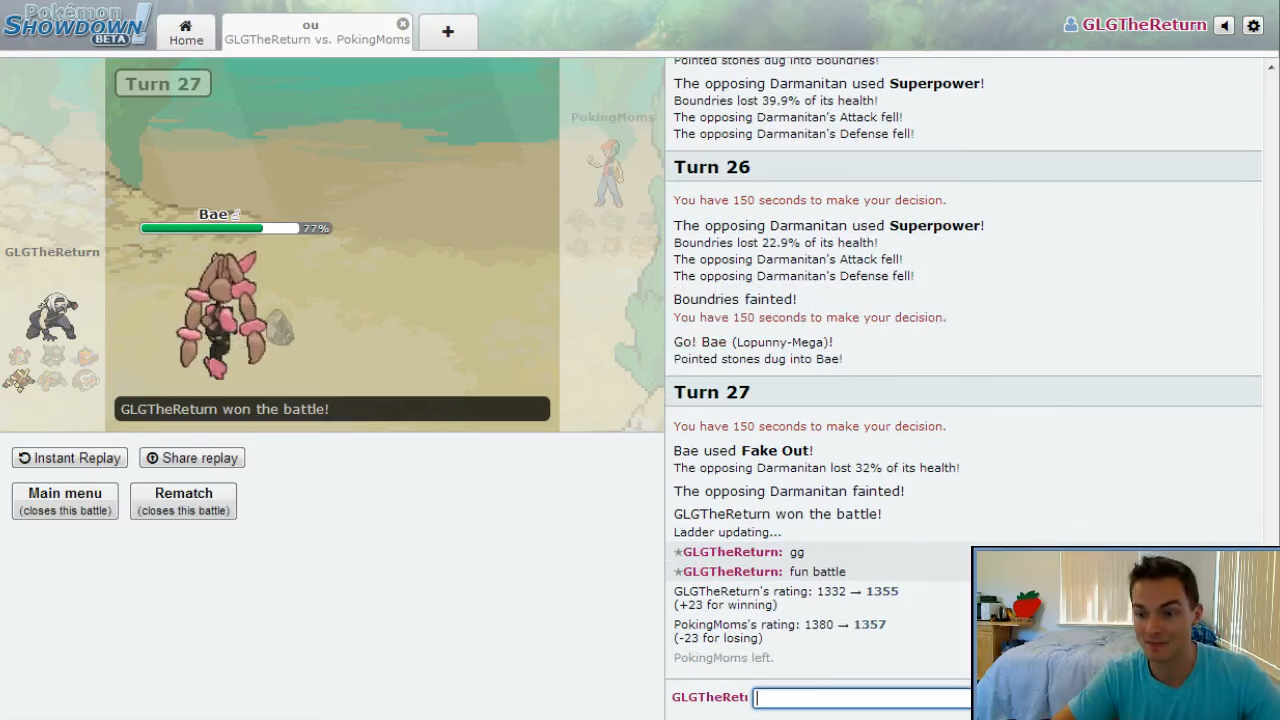 Pokémon
SHOWDOWN!
BETA
Home
ou
GLGTheReturn vs. PokingMoms
+
GLGTheReturn
Turn 27
PokingMoms
Bae
77%
GLGTheReturn
GLGTheReturn won the battle!
Instant Replay
Share replay
Main menu
(closes this battle)
Rematch
(closes this battle)
Pointed stones dug into Boundries!
The opposing Darmanitan used Superpower!
Boundries lost 39.9% of its health!
The opposing Darmanitan's Attack fell!
The opposing Darmanitan's Defense fell!
Turn 26
You have 150 seconds to make your decision.
The opposing Darmanitan used Superpower!
Boundries lost 22.9% of its health!
The opposing Darmanitan's Attack fell!
The opposing Darmanitan's Defense fell!
Boundries fainted!
You have 150 seconds to make your decision.
Go! Bae (Lopunny-Mega)!
Pointed stones dug into Bae!
Turn 27
You have 150 seconds to make your decision.
Bae used Fake Out!
The opposing Darmanitan lost 32% of its health!
The opposing Darmanitan fainted!
GLGTheReturn won the battle!
Ladder updating...
★GLGTheReturn: gg
★GLGTheReturn: fun battle
GLGTheReturn's rating: 1332 → 1355
(+23 for winning)
PokingMoms's rating: 1380 → 1357
(-23 for losing)
PokingMoms left.
GLGTheRetu